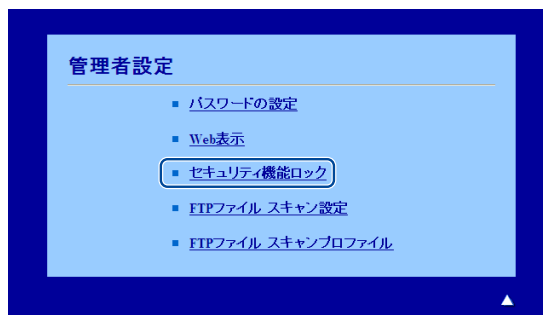 管理者設定
パスワードの設定
Web表示
セキュリティ機能ロック
FTPファイル スキャン設定
FTPファイル スキャンプロファイル